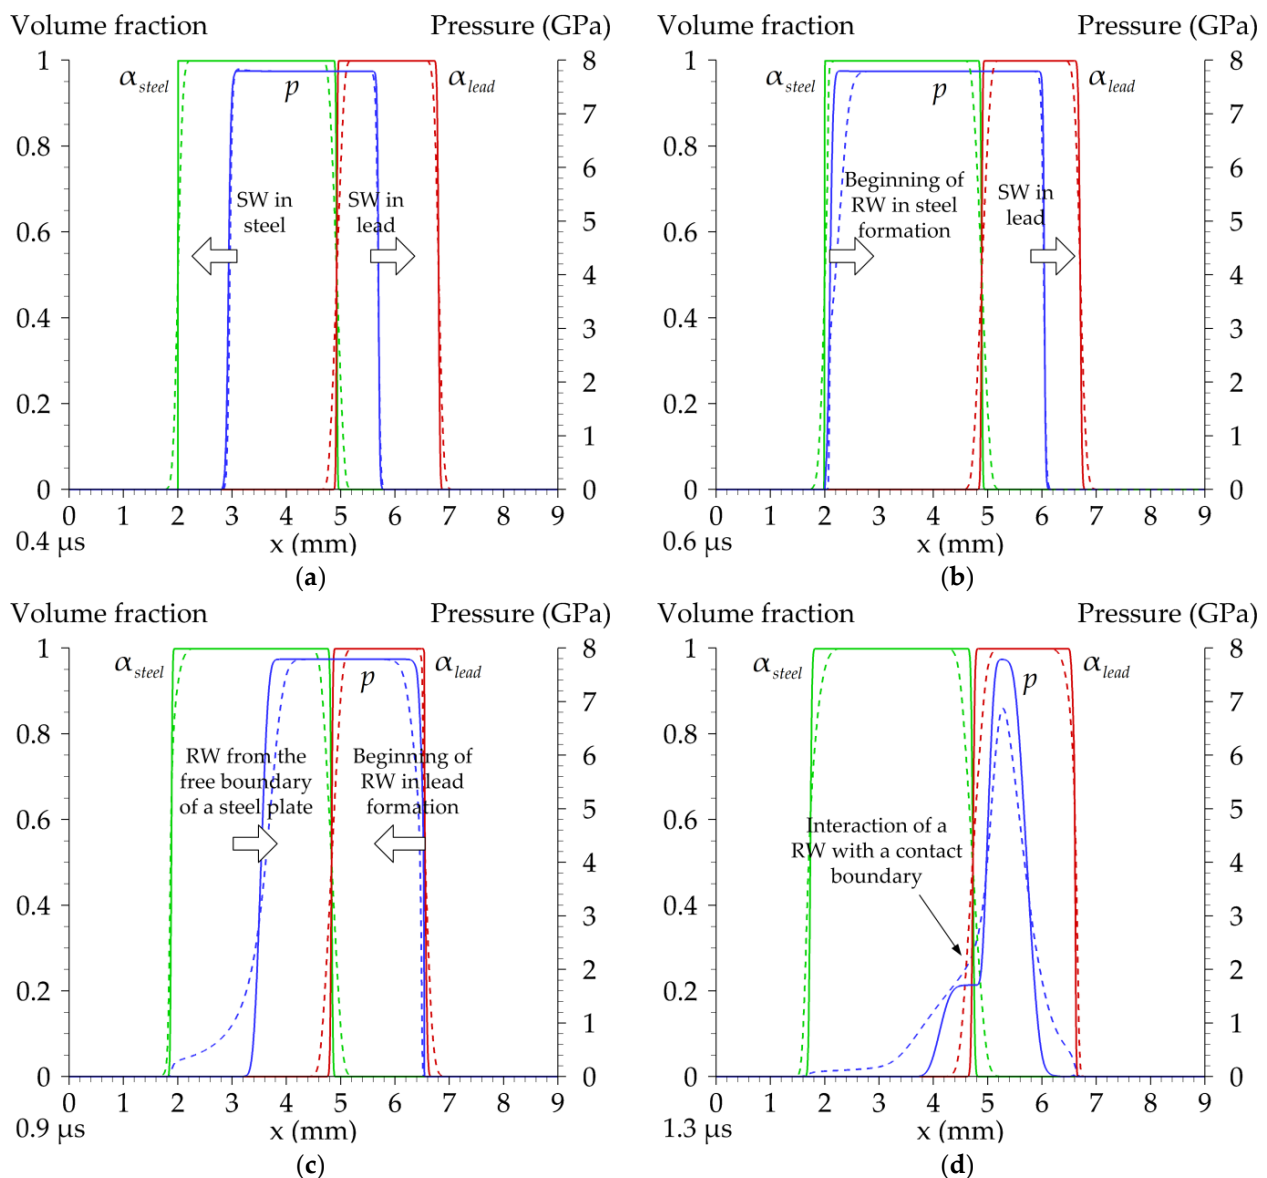 Volume fraction Pressure (GPa)
1 8
α steel p α lead
7
0.8 6
SW in steel SW in lead
5
0.6
4
0.4 3
2
0.2
1
0 0
0 1 2 3 4 5 6 7 8 9
0.4 μs x (mm)
(a)
Volume fraction Pressure (GPa)
1 8
α steel p α lead
7
0.8 6
Beginning of
RW in steel
formation
SW in
lead
5
0.6
4
0.4 3
2
0.2
1
0 0
0 1 2 3 4 5 6 7 8 9
0.6 μs x (mm)
(b)
Volume fraction Pressure (GPa)
1 8
α steel p α lead
7
0.8 6
RW from the
free boundary
of a steel plate
Beginning of
RW in lead
formation
5
0.6
4
0.4 3
2
0.2
1
0 0
0 1 2 3 4 5 6 7 8 9
0.9 μs x (mm)
(c)
Volume fraction Pressure (GPa)
1 8
α steel p α lead
7
0.8 6
5
0.6
Interaction of a
RW with a contact
boundary
4
0.4 3
2
0.2
1
0 0
0 1 2 3 4 5 6 7 8 9
1.3 μs x (mm)
(d)